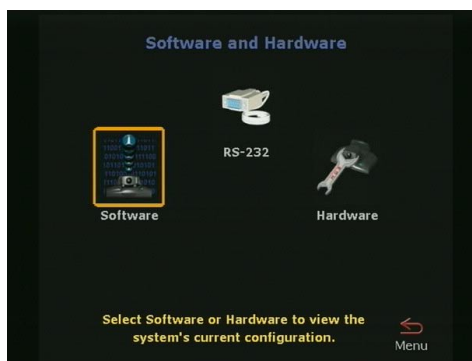 Software and Hardware
RS-232
Software
Hardware
Select Software or Hardware to view the
system's current configuration.
Menu